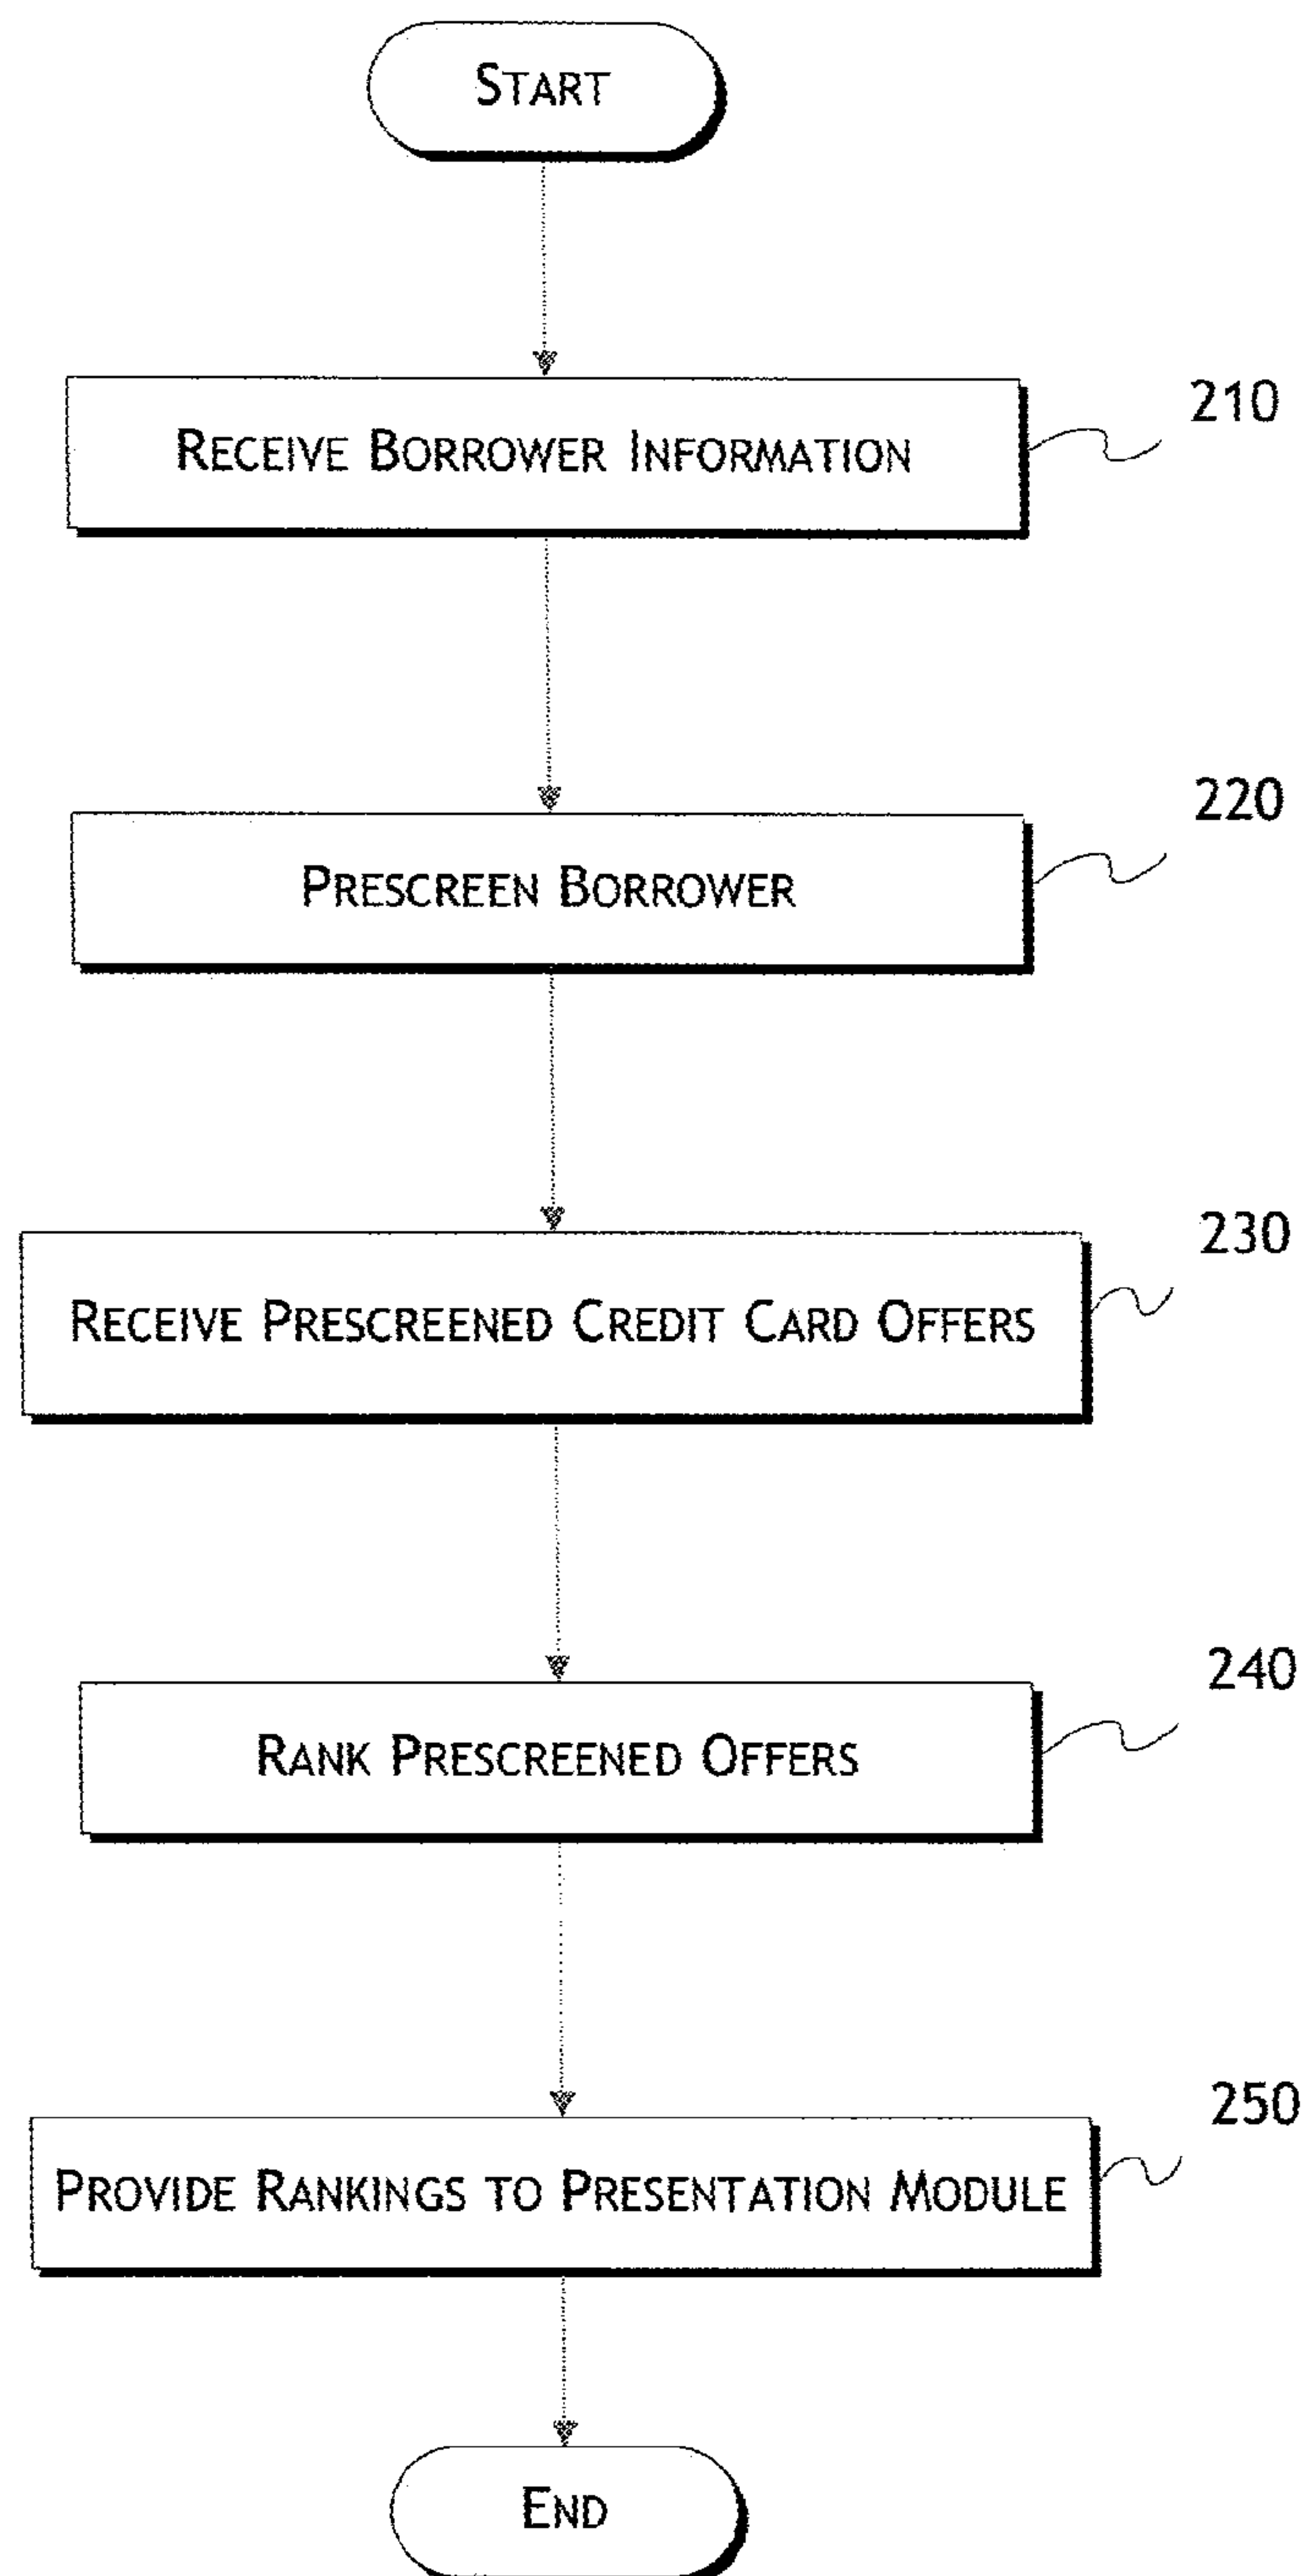 START
210
RECEIVE BORROWER INFORMATION
220
PRESCREEN BORROWER
230
RECEIVE PRESCREENED CREDIT CARD OFFERS
240
RANK PRESCREENED OFFERS
250
PROVIDE RANKINGS TO PRESENTATION MODULE
END